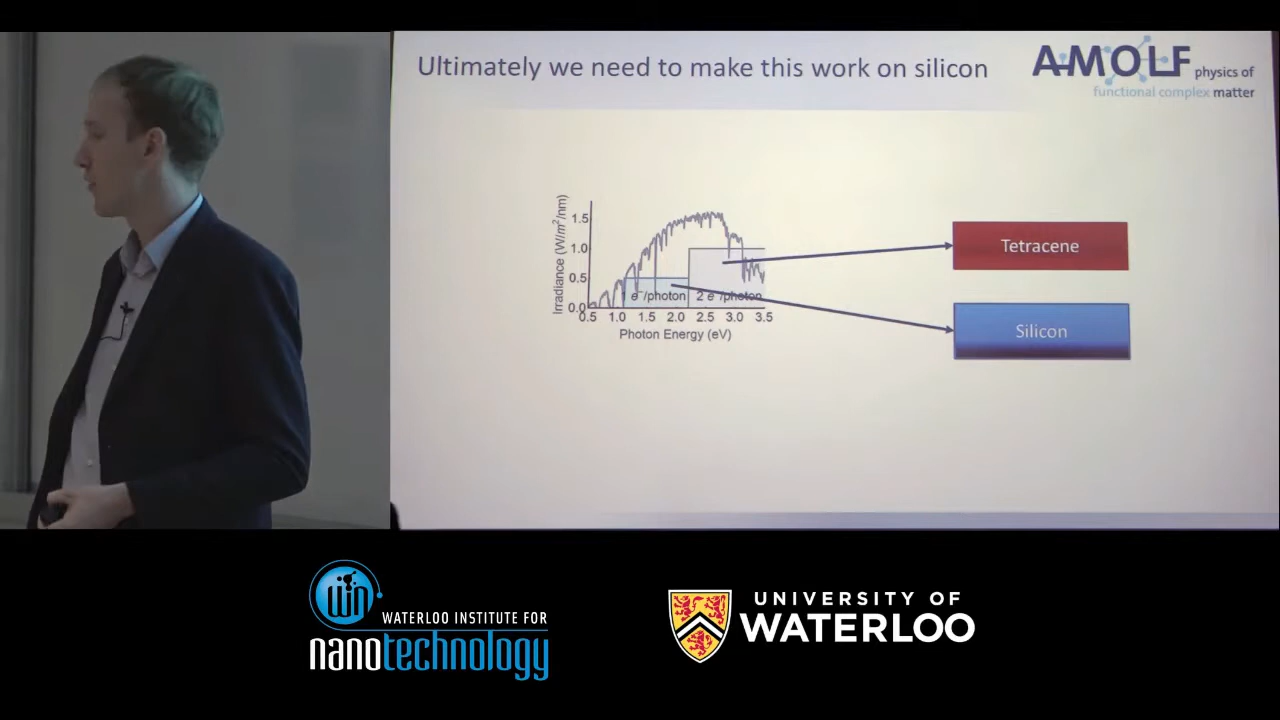 Ultimately we need to make this work on silicon
AMOLF physics of
functional complex matter
Irradiance (W/m²/nm)
1.5
1.0
0.5
0.0
1 e⁻/photon 2 e⁻/photon
0.5 1.0 1.5 2.0 2.5 3.0 3.5
Photon Energy (eV)
Tetracene
Silicon
WIN
WATERLOO INSTITUTE FOR
nanotechnology
UNIVERSITY OF
WATERLOO